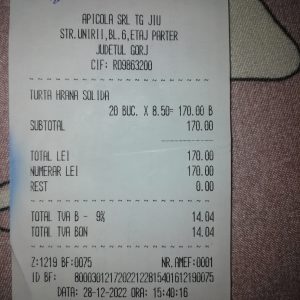 APICOLA SRL TG JIU
STR.UNIRII,BL.6,ETAJ PARTER
JUDETUL GORJ
CIF: RO9863200
TURTA HRANA SOLIDA
20 BUC. X 8.50= 170.00 B
SUBTOTAL 170.00
TOTAL LEI 170.00
NUMERAR LEI 170.00
REST 0.00
TOTAL TVA B - 9% 14.04
TOTAL TVA BON 14.04
Z:1219 BF:0075 NR.AMEF:0001
ID BF: 80003012172022122815401612190075
DATA: 28-12-2022 ORA: 15:40:16